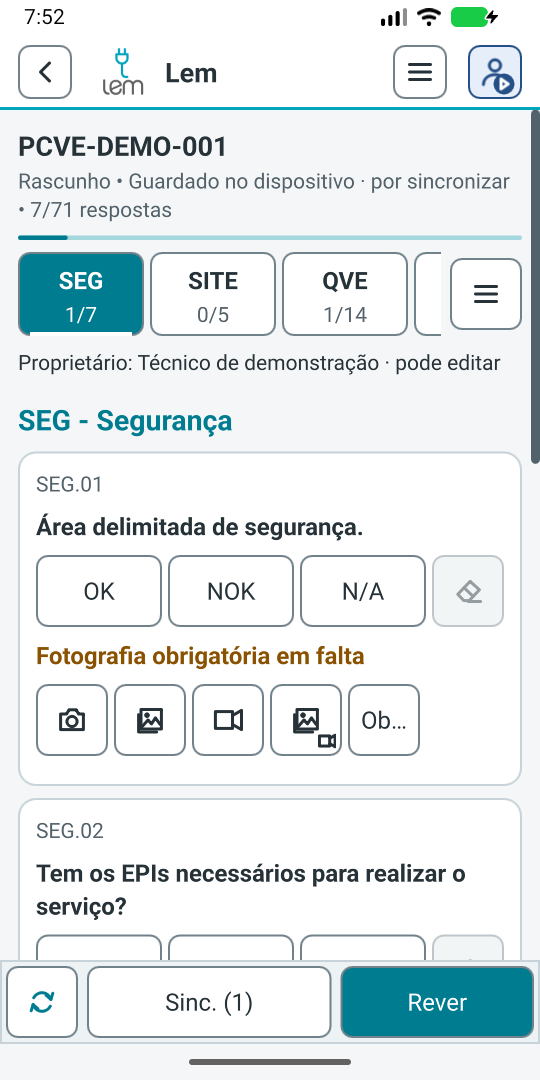 7:52
lem
Lem
PCVE-DEMO-001
Rascunho • Guardado no dispositivo · por sincronizar
• 7/71 respostas
SEG
1/7
SITE
0/5
QVE
1/14
Proprietário: Técnico de demonstração · pode editar
SEG - Segurança
SEG.01
Área delimitada de segurança.
OK
NOK
N/A
Fotografia obrigatória em falta
Ob...
SEG.02
Tem os EPIs necessários para realizar o
serviço?
Sinc. (1)
Rever